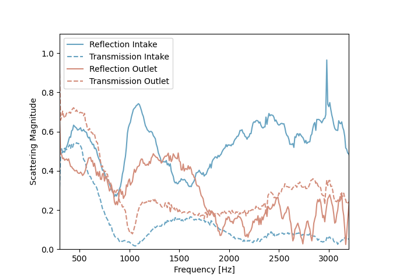 Reflection Intake
Transmission Intake
Reflection Outlet
Transmission Outlet
Scattering Magnitude
1.0
0.8
0.6
0.4
0.2
0.0
500 1000 1500 2000 2500 3000
Frequency [Hz]